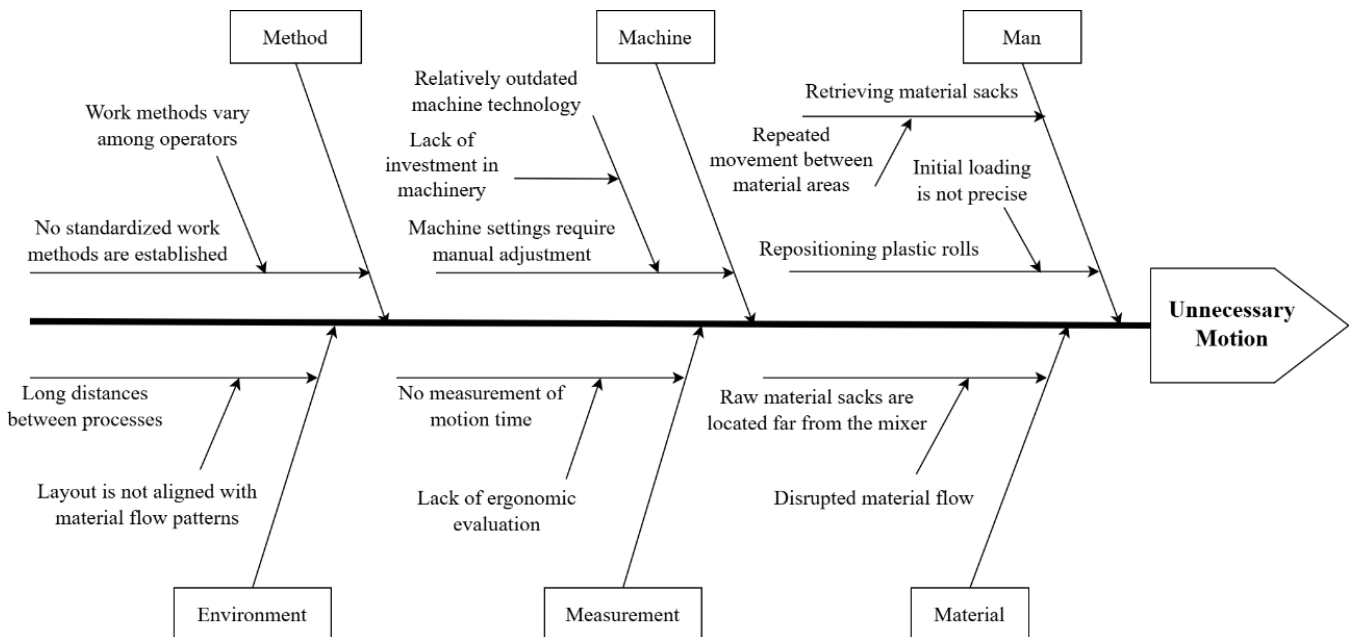 Method
Machine
Man
Relatively outdated
machine technology
Retrieving material sacks
Work methods vary
among operators
Lack of
investment in
machinery
Repeated
movement between
material areas
Initial loading
is not precise
No standardized work
methods are established
Machine settings require
manual adjustment
Repositioning plastic rolls
Unnecessary
Motion
Long distances
between processes
No measurement of
motion time
Raw material sacks are
located far from the mixer
Layout is not aligned with
material flow patterns
Lack of ergonomic
evaluation
Disrupted material flow
Environment
Measurement
Material